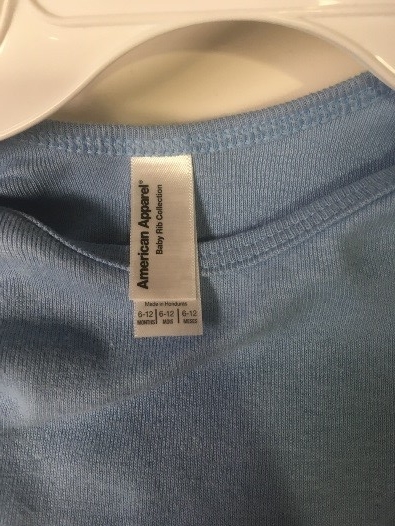 American Apparel®
Baby Rib Collection
Made in Honduras
6-12 | 6-12 | 6-12
MONTHS | MOIS | MESES